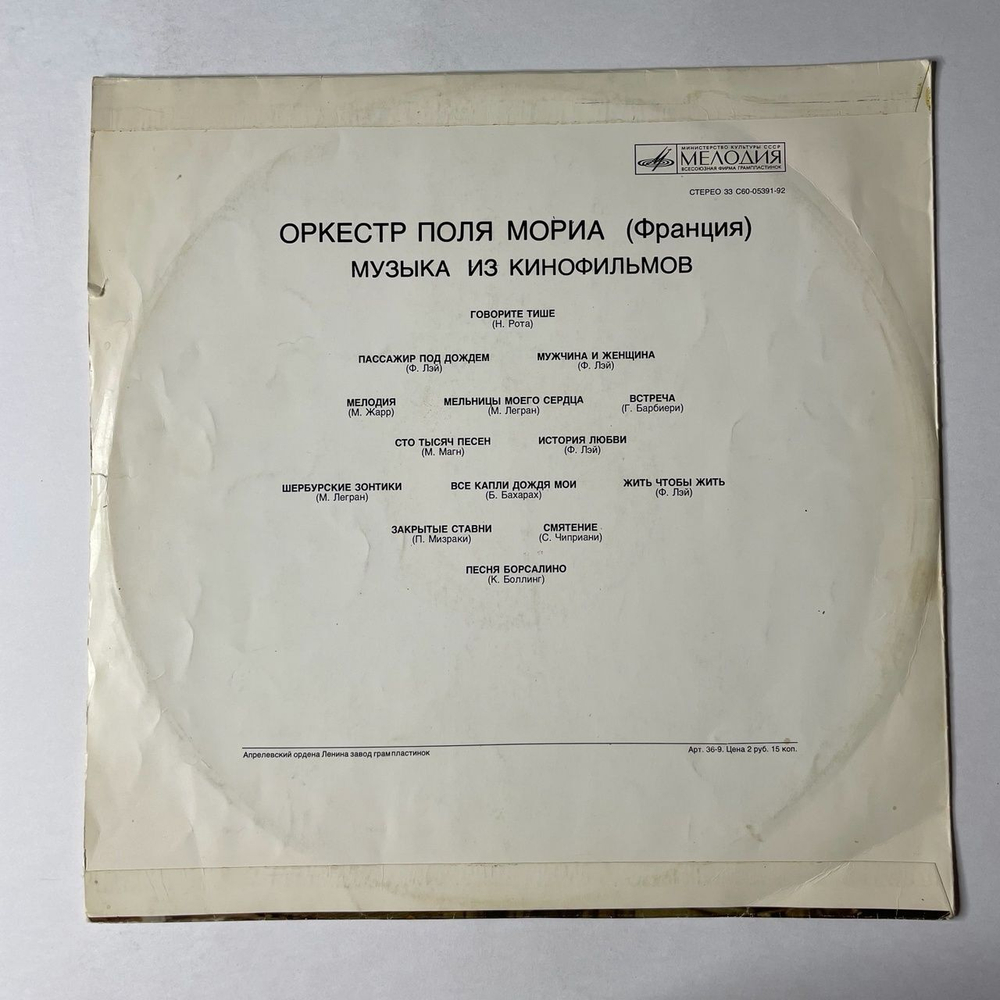 МИНИСТЕРСТВО КУЛЬТУРЫ СССР
МЕЛОДИЯ
ВСЕСОЮЗНАЯ ФИРМА ГРАМПЛАСТИНОК
СТЕРЕО 33 С60-05391-92
ОРКЕСТР ПОЛЯ МОРИА (Франция)
МУЗЫКА ИЗ КИНОФИЛЬМОВ
ГОВОРИТЕ ТИШЕ
(Н. Рота)
ПАССАЖИР ПОД ДОЖДЕМ МУЖЧИНА И ЖЕНЩИНА
(Ф. Лэй) (Ф. Лэй)
МЕЛОДИЯ МЕЛЬНИЦЫ МОЕГО СЕРДЦА ВСТРЕЧА
(М. Жарр) (М. Легран) (Г. Барбиери)
СТО ТЫСЯЧ ПЕСЕН ИСТОРИЯ ЛЮБВИ
(М. Магн) (Ф. Лэй)
ШЕРБУРСКИЕ ЗОНТИКИ ВСЕ КАПЛИ ДОЖДЯ МОИ ЖИТЬ ЧТОБЫ ЖИТЬ
(М. Легран) (Б. Бахарах) (Ф. Лэй)
ЗАКРЫТЫЕ СТАВНИ СМЯТЕНИЕ
(П. Мизраки) (С. Чиприани)
ПЕСНЯ БОРСАЛИНО
(К. Боллинг)
Апрелевский ордена Ленина завод грампластинок Арт. 36-9. Цена 2 руб. 15 коп.